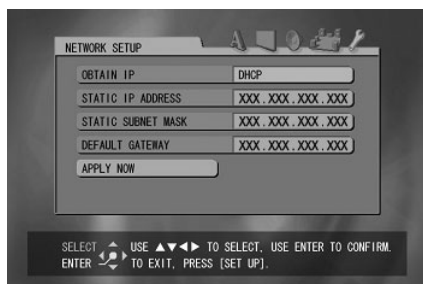 NETWORK SETUP
OBTAIN IP DHCP
STATIC IP ADDRESS XXX.XXX.XXX.XXX
STATIC SUBNET MASK XXX.XXX.XXX.XXX
DEFAULT GATEWAY XXX.XXX.XXX.XXX
APPLY NOW
SELECT USE ▲▼◀▶ TO SELECT, USE ENTER TO CONFIRM.
ENTER TO EXIT, PRESS [SET UP].